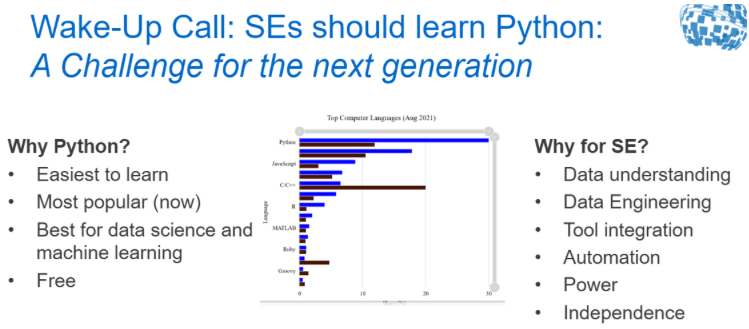 Wake-Up Call: SEs should learn Python:
A Challenge for the next generation
Why Python?
• Easiest to learn
• Most popular (now)
• Best for data science and
machine learning
• Free
Top Computer Languages (Aug 2021)
Language
Python
JavaScript
C/C++
R
MATLAB
Ruby
Groovy
0
10
20
30
Why for SE?
• Data understanding
• Data Engineering
• Tool integration
• Automation
• Power
• Independence